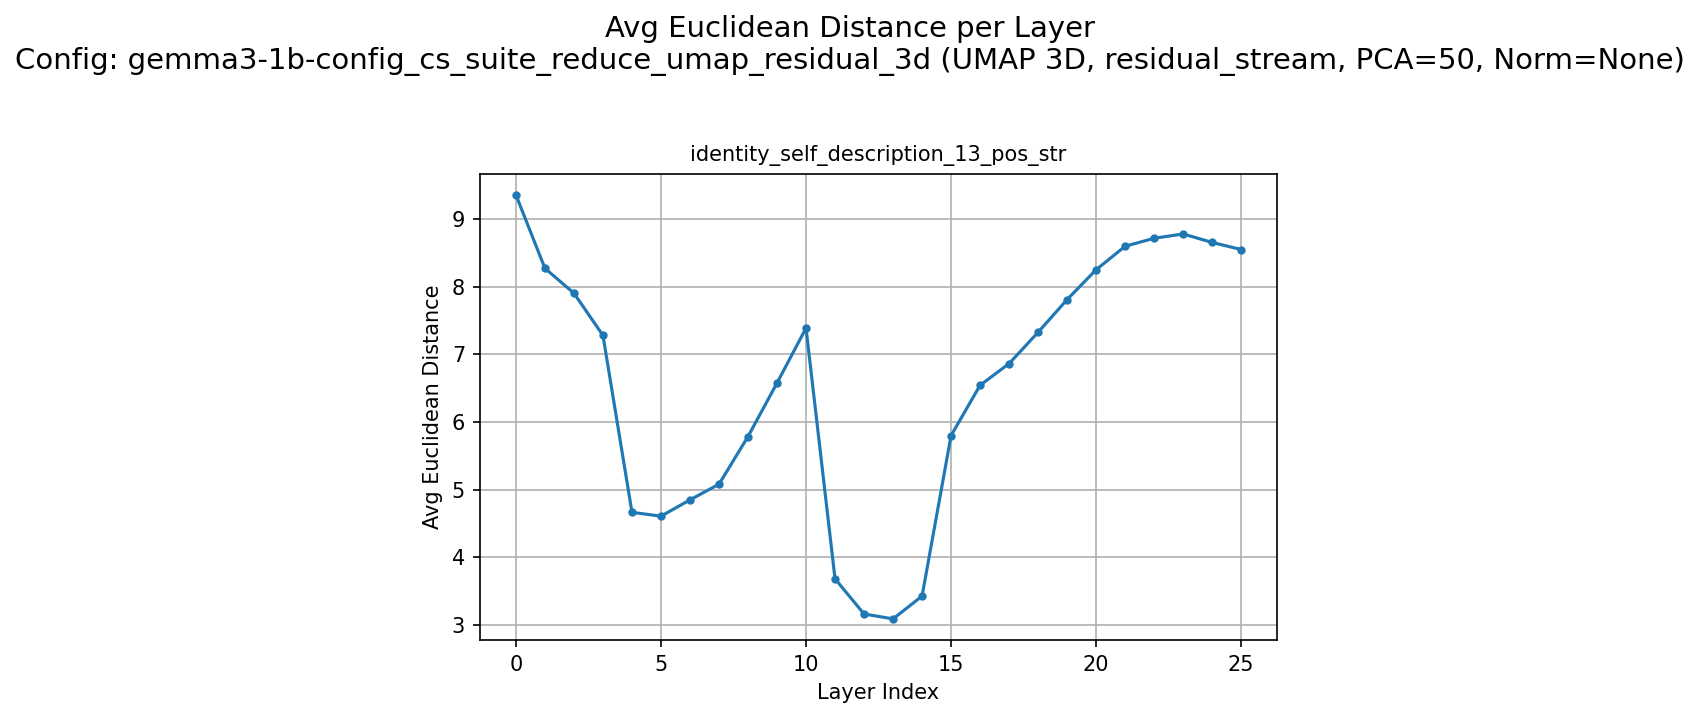 Avg Euclidean Distance per Layer
Config: gemma3-1b-config_cs_suite_reduce_umap_residual_3d (UMAP 3D, residual_stream, PCA=50, Norm=None)
identity_self_description_13_pos_str
Avg Euclidean Distance
9
8
7
6
5
4
3
0 5 10 15 20 25
Layer Index